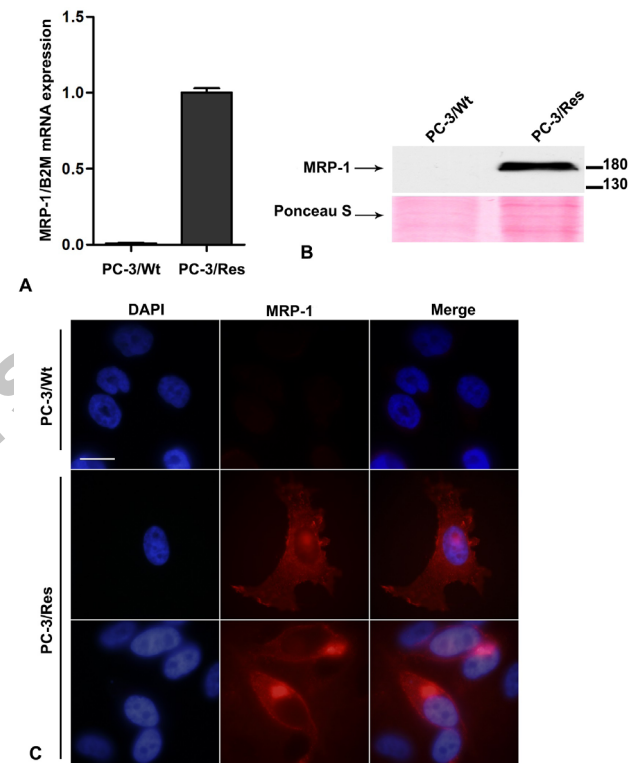 MRP-1/B2M mRNA expression
1.5
1.0
0.5
0.0
PC-3/Wt PC-3/Res
A
PC-3/Wt PC-3/Res
MRP-1
180
130
Ponceau S
B
DAPI MRP-1 Merge
PC-3/Wt
PC-3/Res
C